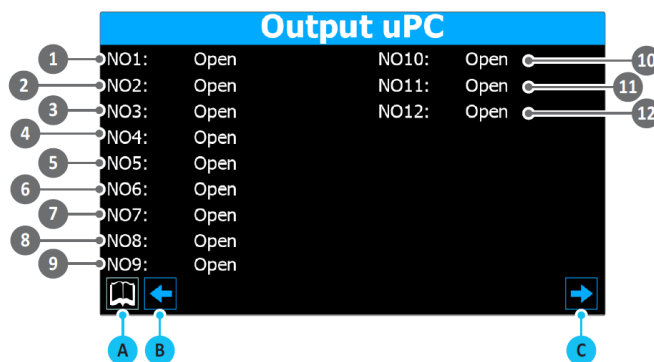 Output uPC
1 NO1: Open NO10: Open 10
2 NO2: Open NO11: Open 11
3 NO3: Open NO12: Open 12
4 NO4: Open
5 NO5: Open
6 NO6: Open
7 NO7: Open
8 NO8: Open
9 NO9: Open
A B C